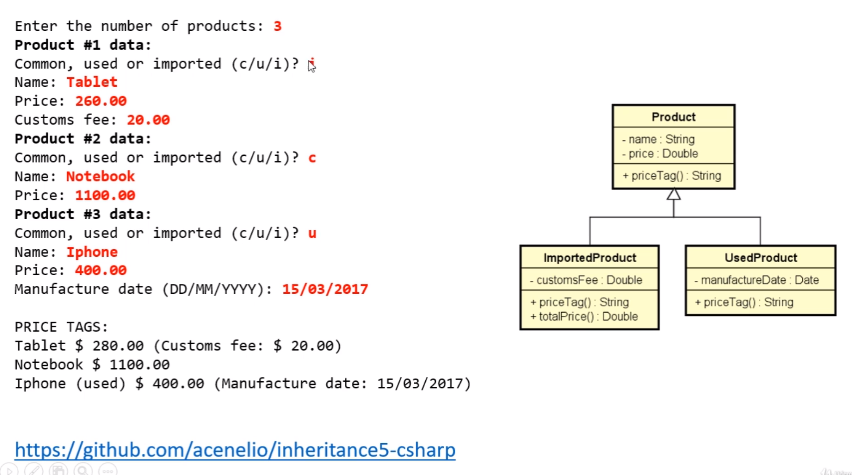 Enter the number of products: 3
Product #1 data:
Common, used or imported (c/u/i)? i
Name: Tablet
Price: 260.00
Customs fee: 20.00
Product #2 data:
Common, used or imported (c/u/i)? c
Name: Notebook
Price: 1100.00
Product #3 data:
Common, used or imported (c/u/i)? u
Name: Iphone
Price: 400.00
Manufacture date (DD/MM/YYYY): 15/03/2017
PRICE TAGS:
Tablet $ 280.00 (Customs fee: $ 20.00)
Notebook $ 1100.00
Iphone (used) $ 400.00 (Manufacture date: 15/03/2017)
Product
- name : String
- price : Double
+ priceTag() : String
ImportedProduct
- customsFee : Double
+ priceTag() : String
+ totalPrice() : Double
UsedProduct
- manufactureDate : Date
+ priceTag() : String
https://github.com/acenelio/inheritance5-csharp